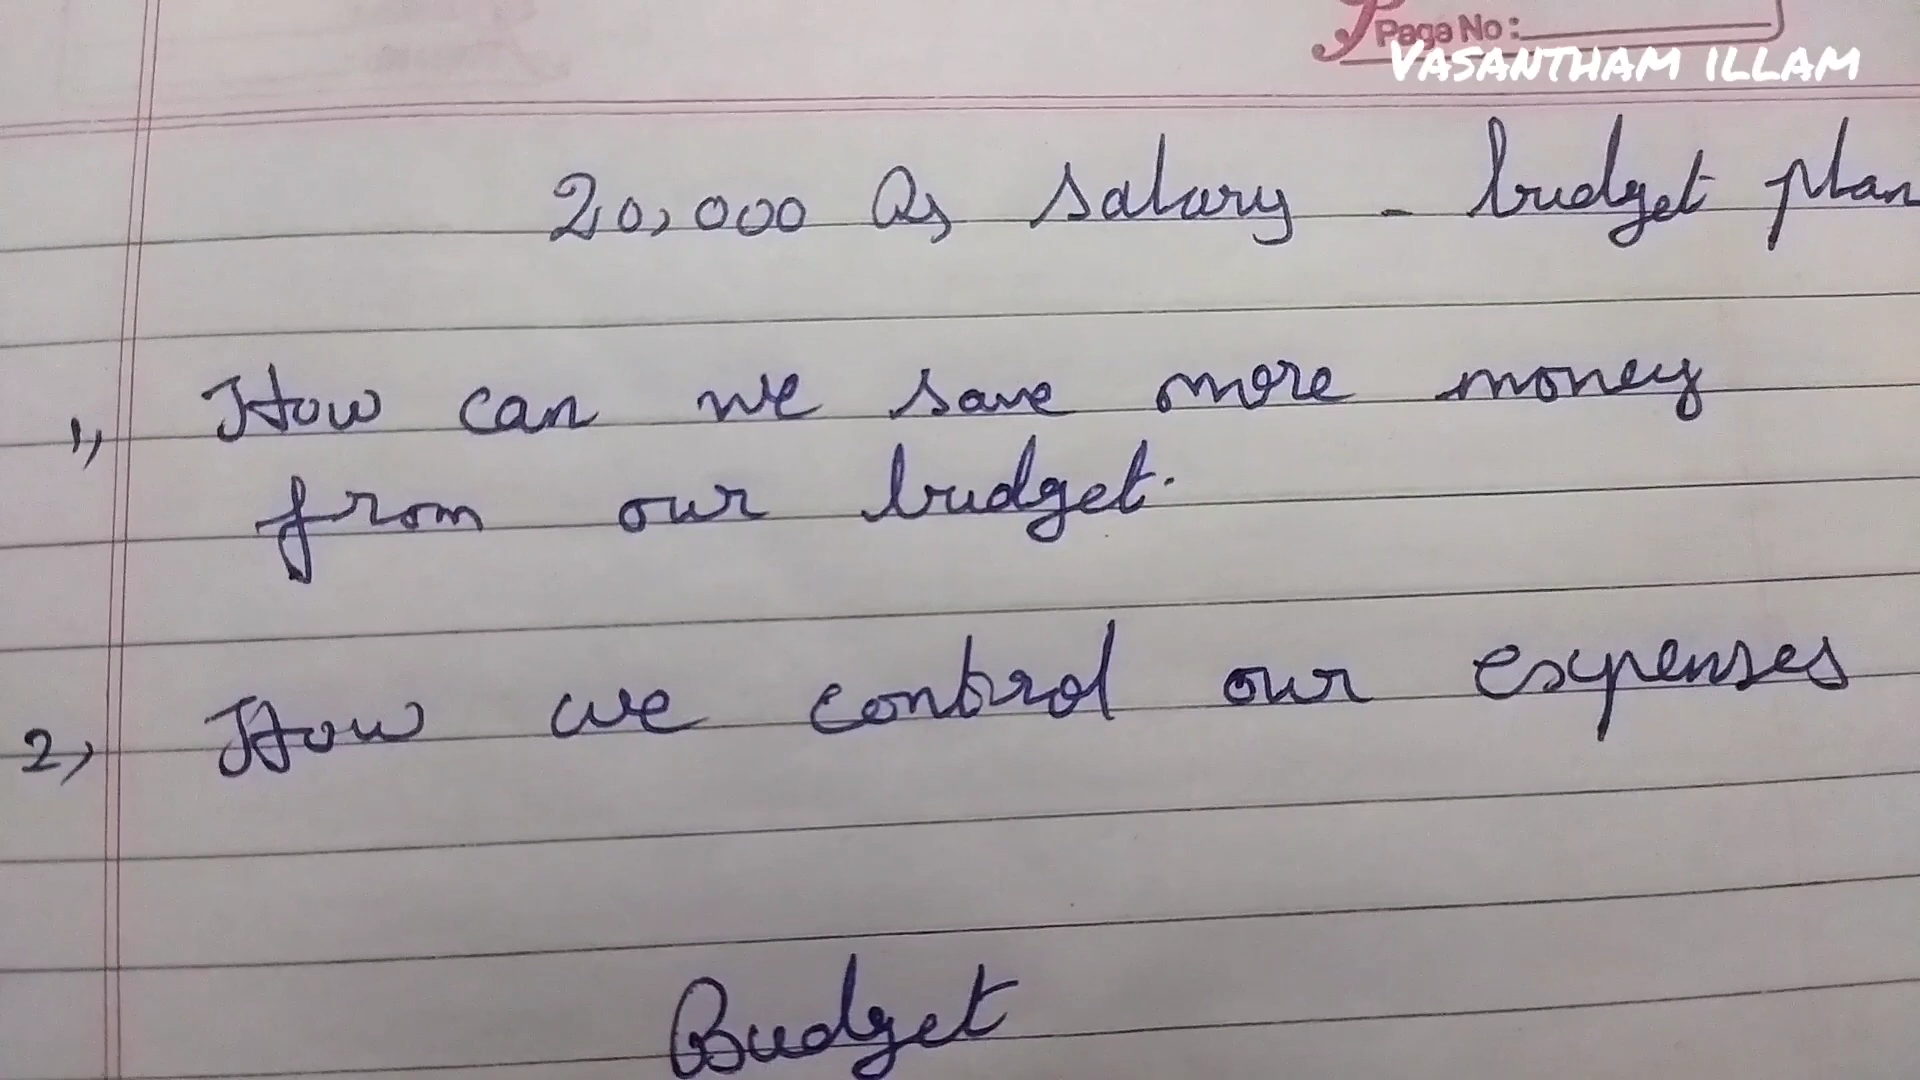 Page No:
VASANTHAM ILLAM
20,000 Rs salary - budget plan
1, How can we save more money
from our budget.
2, How we control our expenses
Budget